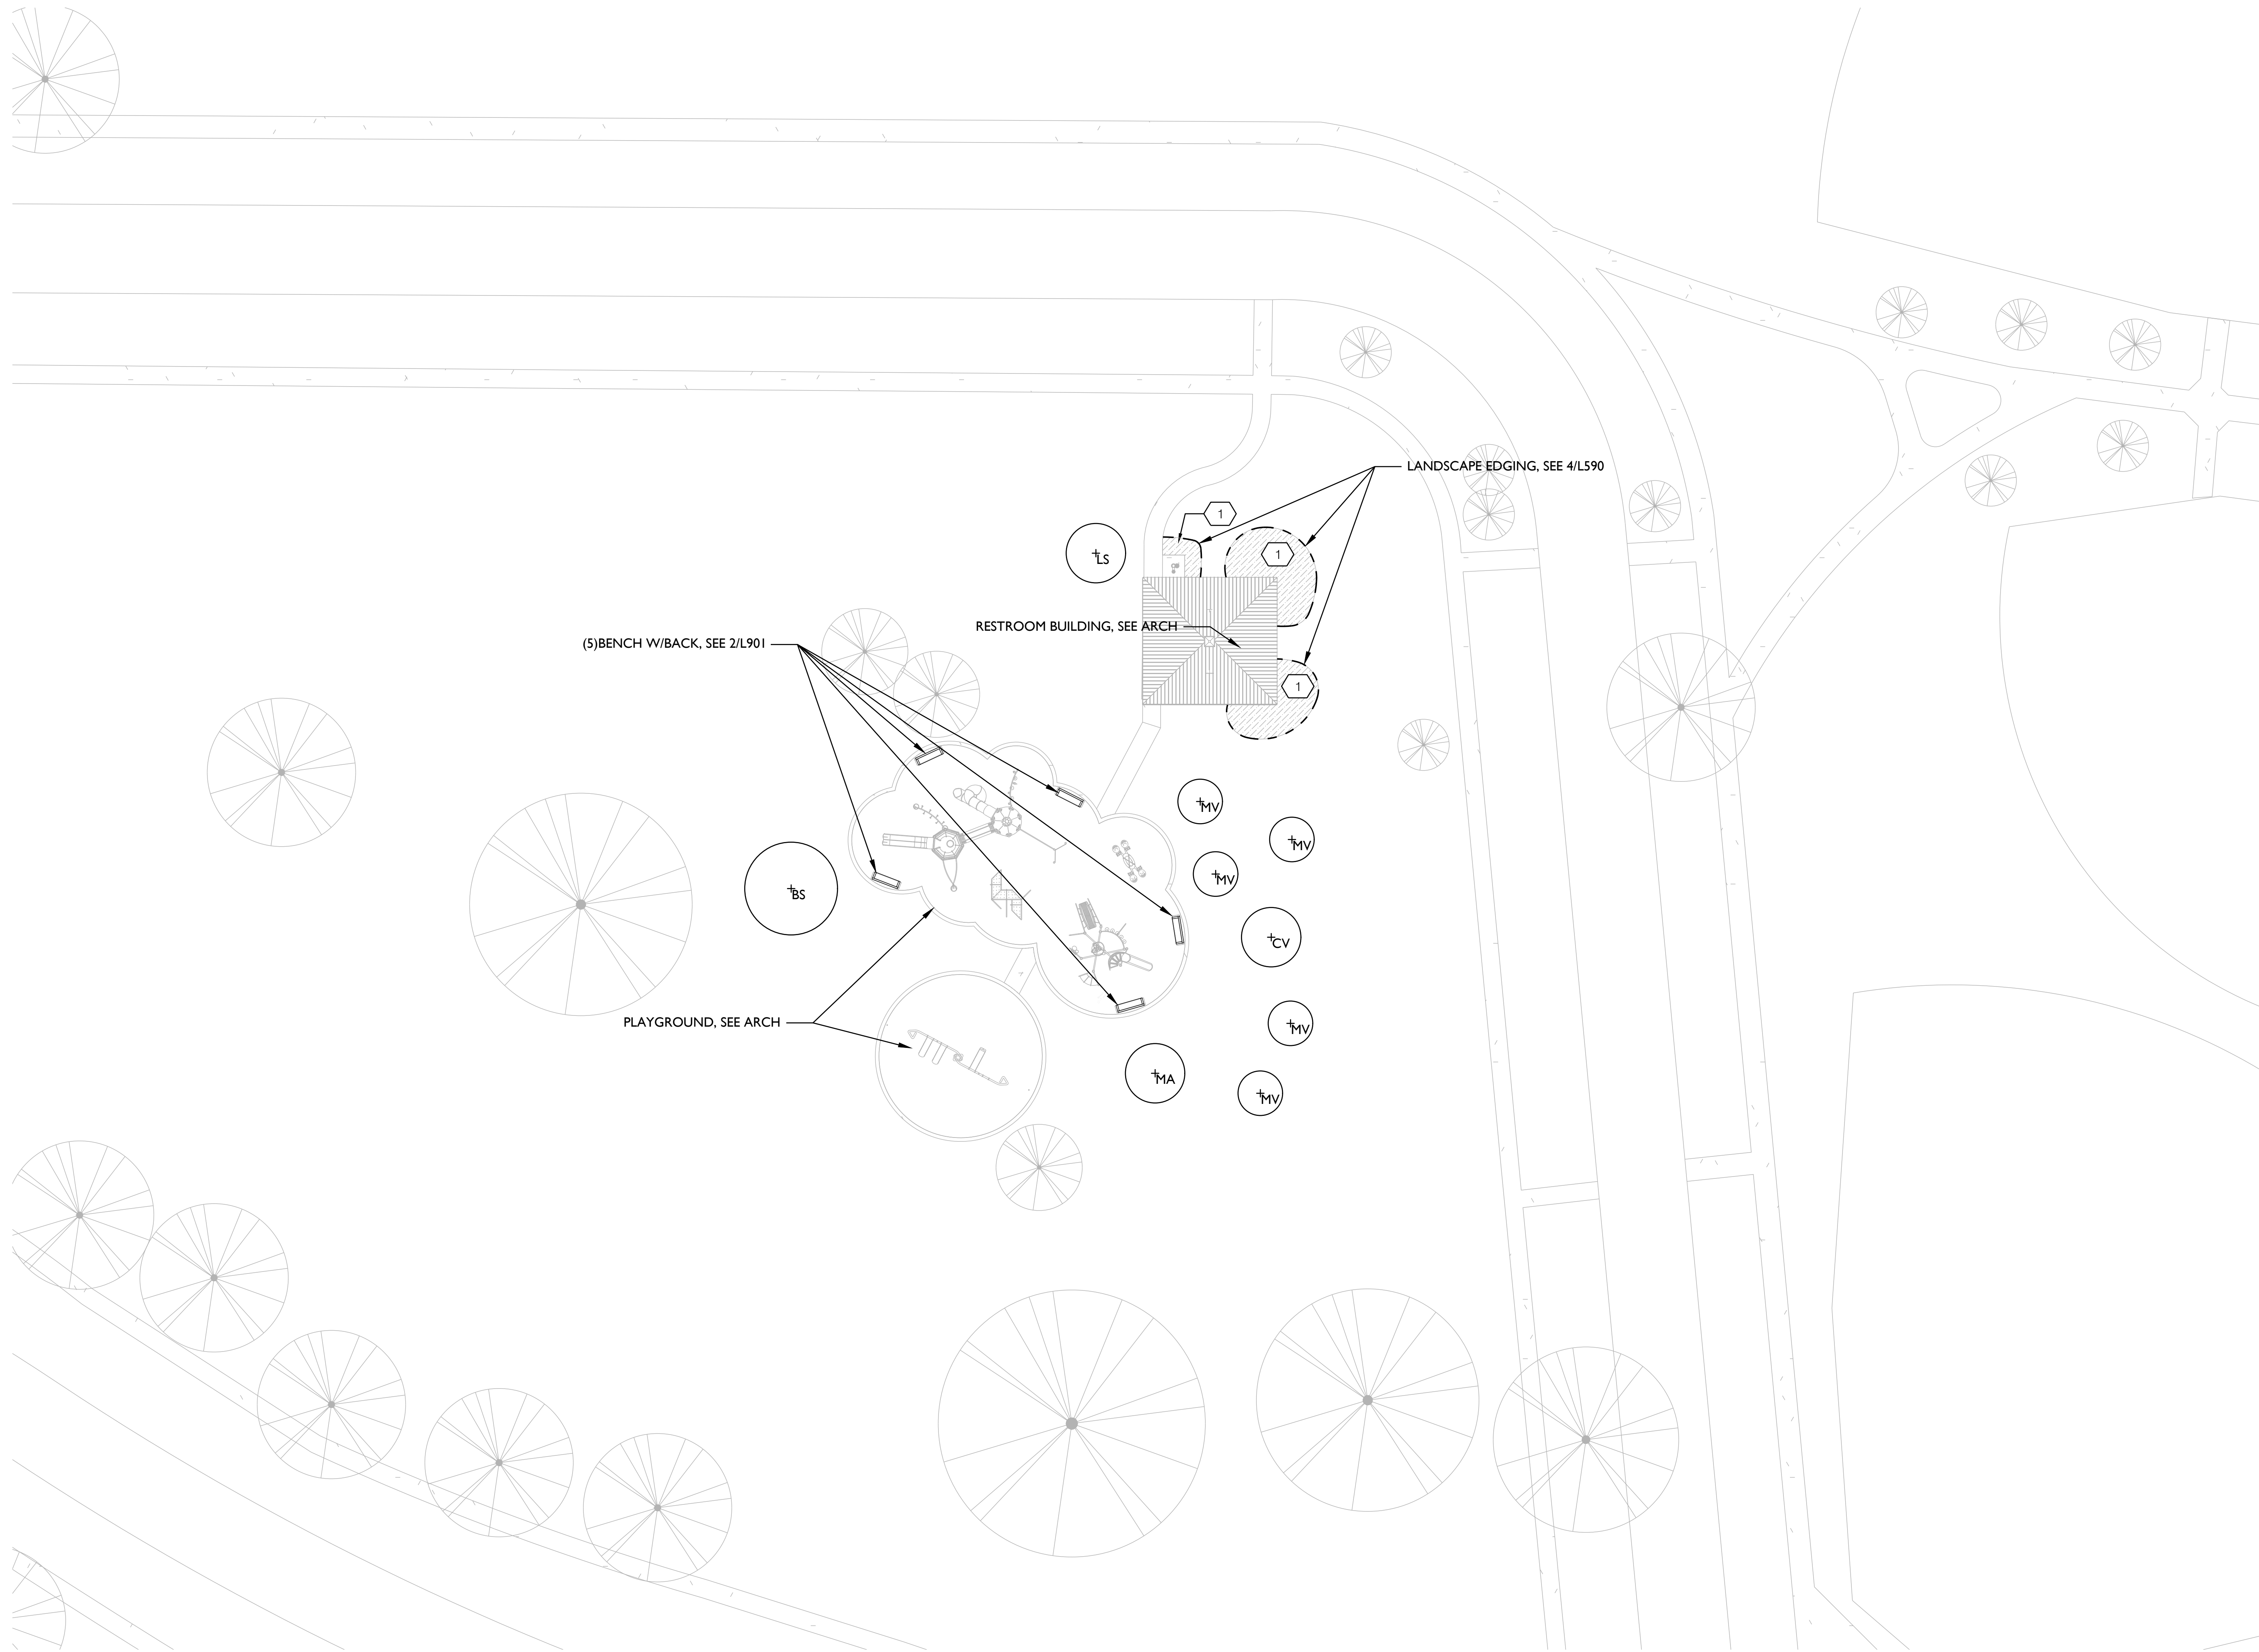 LANDSCAPE EDGING, SEE 4/L590
1
1
LS
RESTROOM BUILDING, SEE ARCH
(5)BENCH W/BACK, SEE 2/L901
1
MV
MV
MV
BS
CV
PLAYGROUND, SEE ARCH
MV
MA
MV